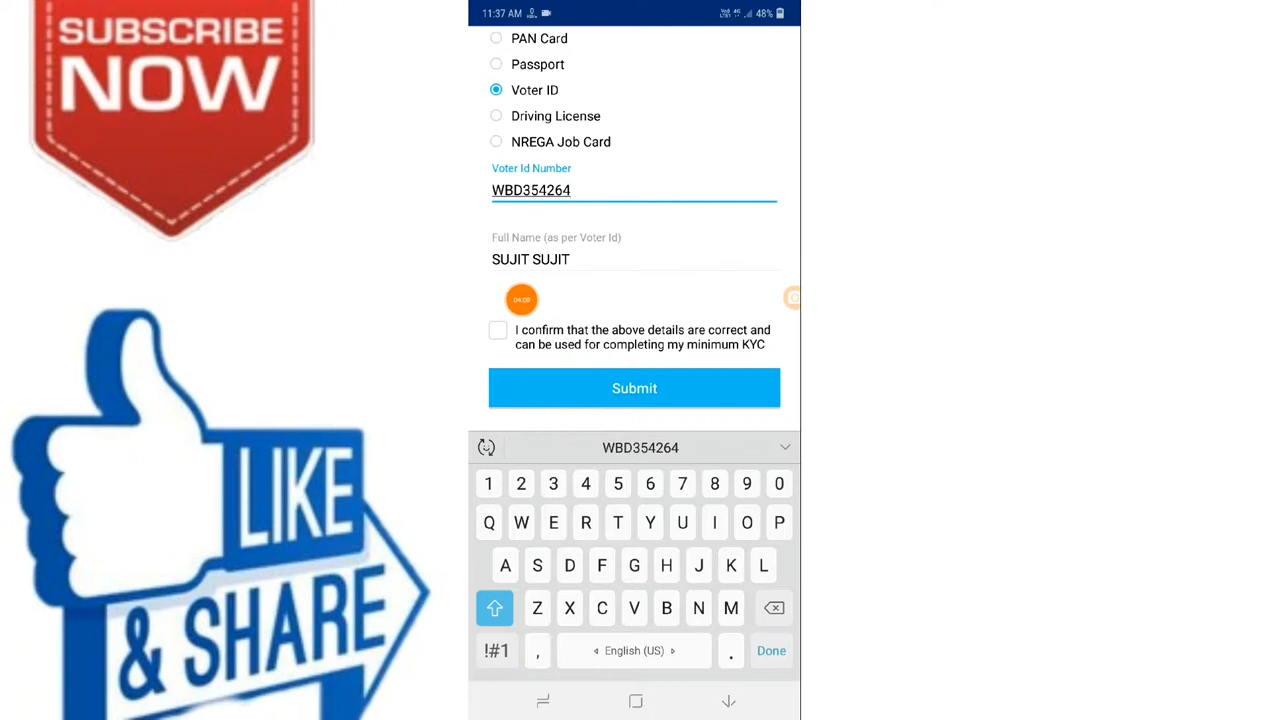 SUBSCRIBE
NOW
LIKE
& SHARE
11:37 AM
48%
PAN Card
Passport
Voter ID
Driving License
NREGA Job Card
Voter Id Number
WBD354264
Full Name (as per Voter Id)
SUJIT SUJIT
I confirm that the above details are correct and
can be used for completing my minimum KYC
Submit
WBD354264
1 2 3 4 5 6 7 8 9 0
Q W E R T Y U I O P
A S D F G H J K L
Z X C V B N M
!#1 , English (US) . Done